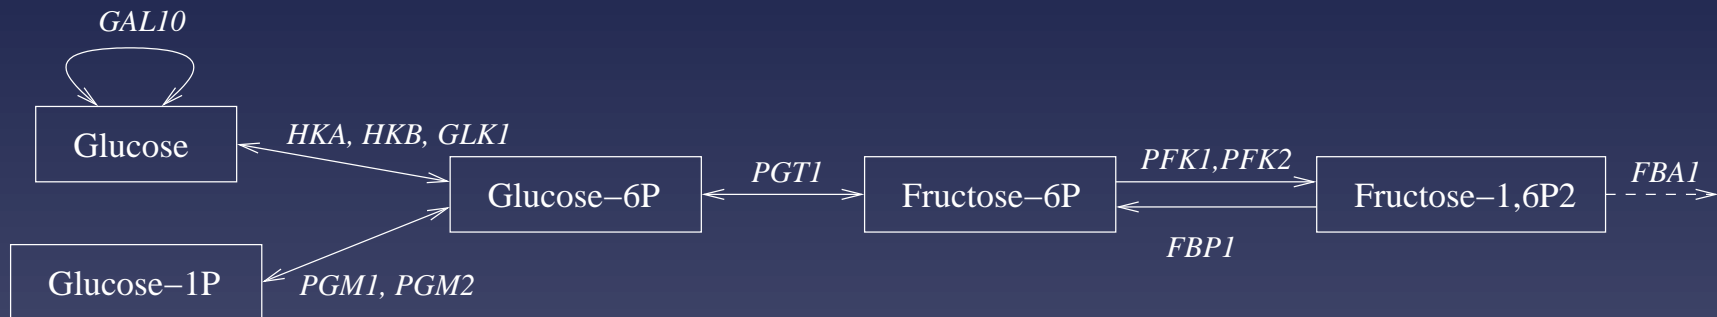 GAL10
Glucose
HKA, HKB, GLK1
Glucose−6P
PGT1
Fructose−6P
PFK1,PFK2
FBP1
Fructose−1,6P2
FBA1
Glucose−1P
PGM1, PGM2